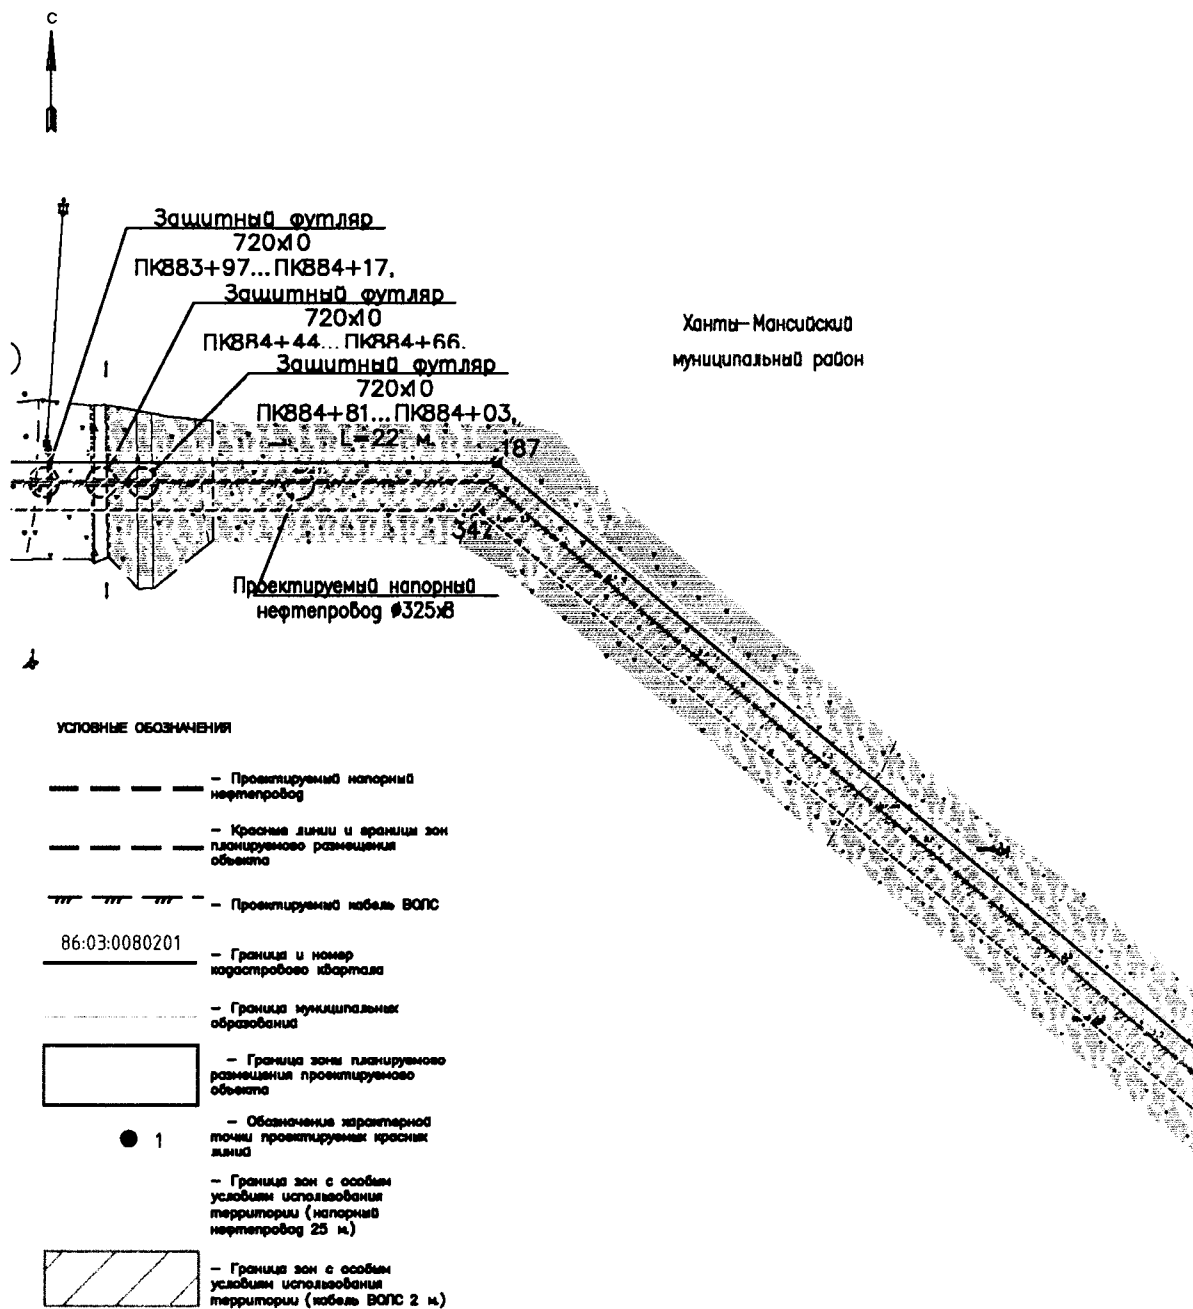 С
Защитный футляр
720х10
ПК883+97...ПК884+17,
Защитный футляр
720х10
ПК884+44...ПК884+66.
Защитный футляр
720х10
ПК884+81...ПК884+03,
L=22 м.
Ханты-Мансийский
муниципальный район
187
342
Проектируемый напорный
нефтепровод ø325х8
УСЛОВНЫЕ ОБОЗНАЧЕНИЯ
– Проектируемый напорный
нефтепровод
– Красные линии и границы зон
планируемого размещения
объекта
– Проектируемый кабель ВОЛС
86:03:0080201
– Граница и номер
кадастрового квартала
– Граница муниципальных
образований
– Граница зоны планируемого
размещения проектируемого
объекта
1
– Обозначение характерной
точки проектируемых красных
линий
– Граница зон с особым
условиям использования
территории (напорный
нефтепровод 25 м.)
– Граница зон с особым
условиям использования
территории (кабель ВОЛС 2 м.)